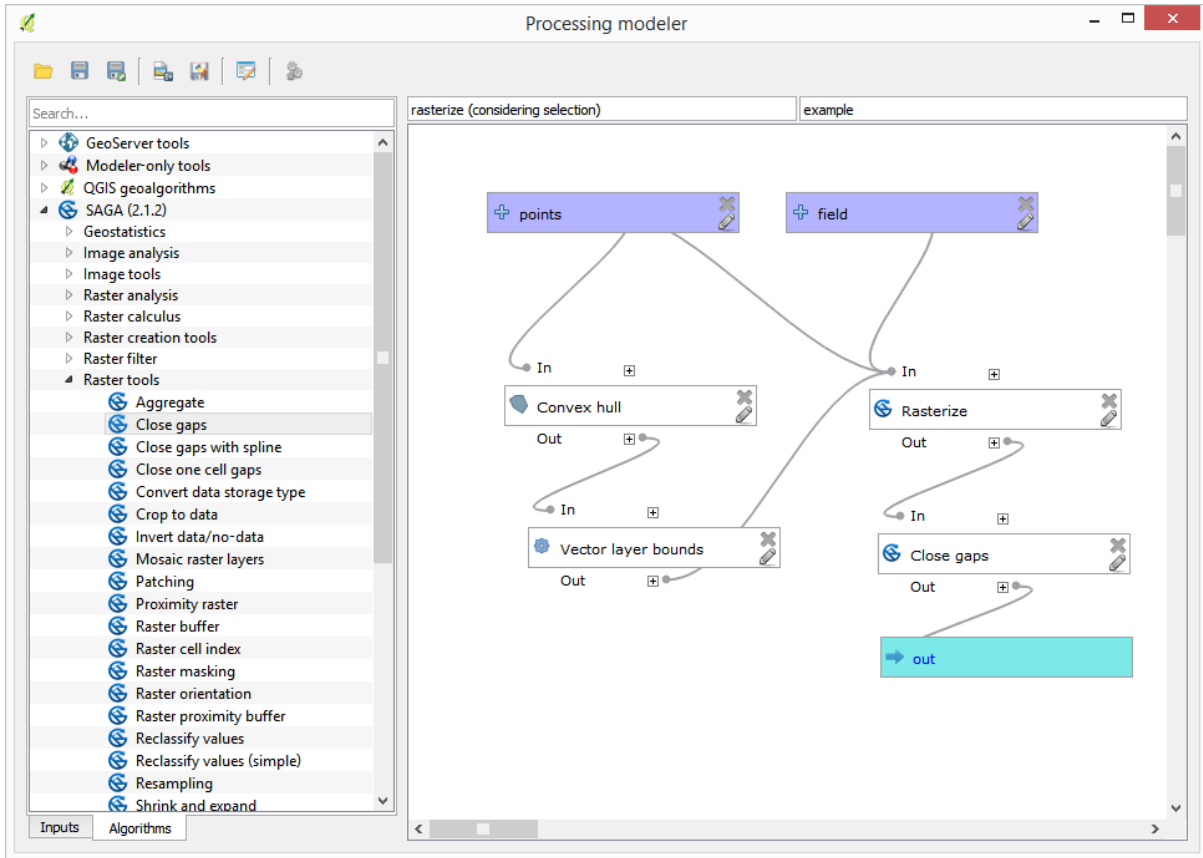 Processing modeler
Search...
GeoServer tools
Modeler-only tools
QGIS geoalgorithms
SAGA (2.1.2)
Geostatistics
Image analysis
Image tools
Raster analysis
Raster calculus
Raster creation tools
Raster filter
Raster tools
Aggregate
Close gaps
Close gaps with spline
Close one cell gaps
Convert data storage type
Crop to data
Invert data/no-data
Mosaic raster layers
Patching
Proximity raster
Raster buffer
Raster cell index
Raster masking
Raster orientation
Raster proximity buffer
Reclassify values
Reclassify values (simple)
Resampling
Shrink and expand
Inputs
Algorithms
rasterize (considering selection)
example
points
field
In
Convex hull
Out
In
Rasterize
Out
In
Vector layer bounds
Out
In
Close gaps
Out
out